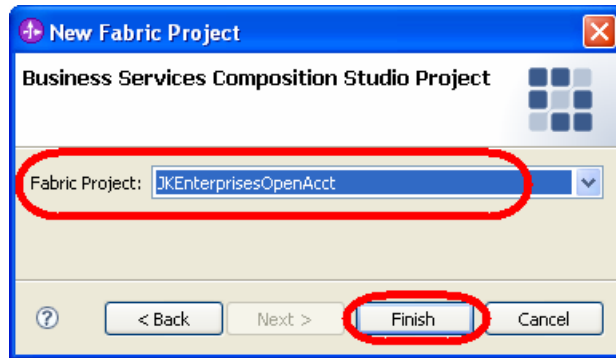 New Fabric Project
Business Services Composition Studio Project
Fabric Project: JKEnterprisesOpenAcct
? < Back Next > Finish Cancel